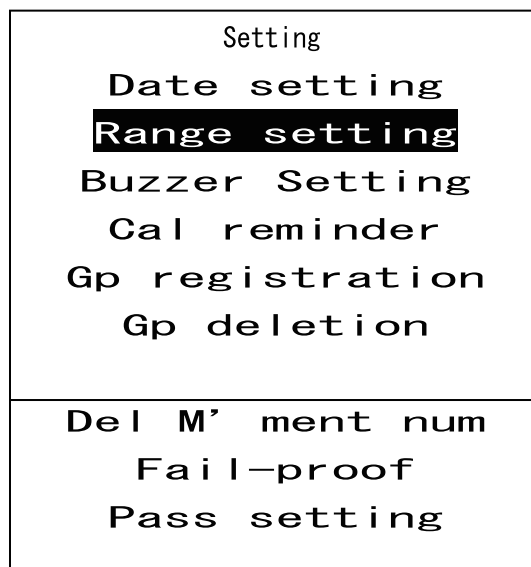 Setting
Date setting
Range setting
Buzzer Setting
Cal reminder
Gp registration
Gp deletion
Del M’ment num
Fail-proof
Pass setting